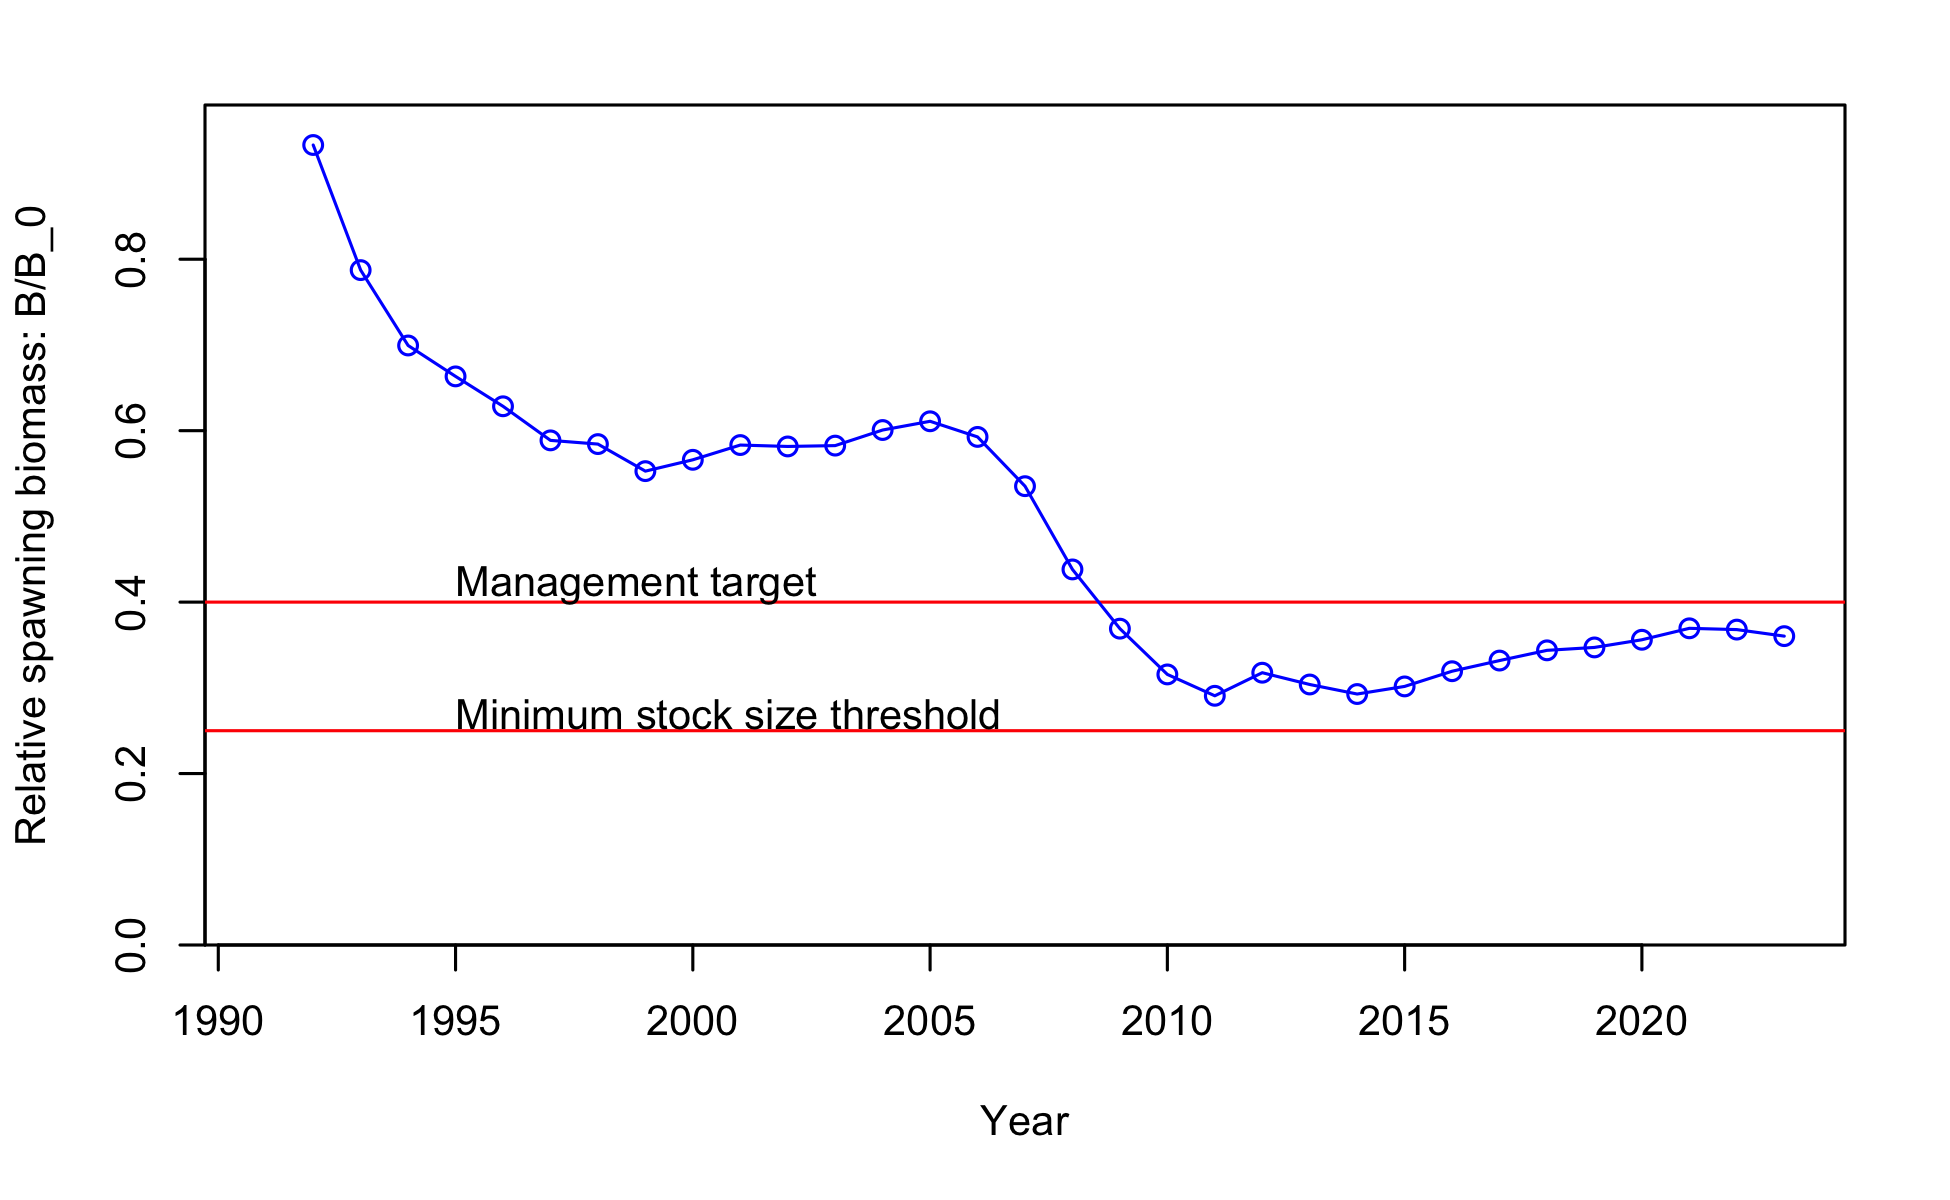 Relative spawning biomass: B/B_0
0.8
0.6
0.4
0.2
0.0
Management target
Minimum stock size threshold
1990 1995 2000 2005 2010 2015 2020
Year